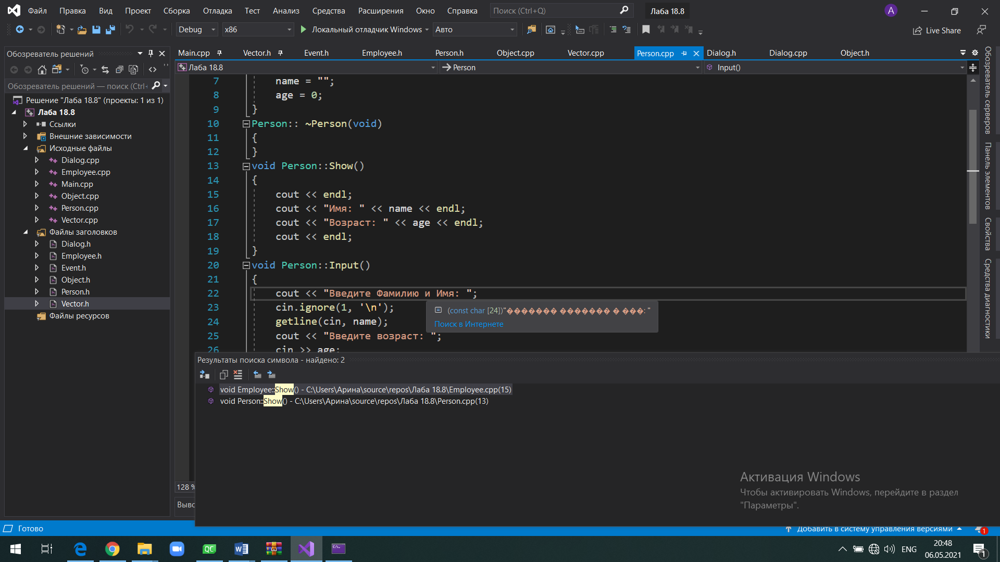 Файл Правка Вид Проект Сборка Отладка Тест Анализ Средства Расширения Окно Справка Поиск (Ctrl+Q) Лаба 18.8 A
Debug x86 Локальный отладчик Windows Авто Live Share
Обозреватель решений
Main.cpp Vector.h Event.h Employee.h Person.h Object.cpp Vector.cpp Person.cpp Dialog.h Dialog.cpp Object.h
Лаба 18.8 Person Input()
Обозреватель решений — поиск (Ctrl+
Решение "Лаба 18.8" (проекты: 1 из 1)
Лаба 18.8
Ссылки
Внешние зависимости
Исходные файлы
Dialog.cpp
Employee.cpp
Main.cpp
Object.cpp
Person.cpp
Vector.cpp
Файлы заголовков
Dialog.h
Employee.h
Event.h
Object.h
Person.h
Vector.h
Файлы ресурсов
7 name = "";
8 age = 0;
9 }
10 Person:: ~Person(void)
11 {
12 }
13 void Person::Show()
14 {
15 cout << endl;
16 cout << "Имя: " << name << endl;
17 cout << "Возраст: " << age << endl;
18 cout << endl;
19 }
20 void Person::Input()
21 {
22 cout << "Введите Фамилию и Имя: ";
23 cin.ignore(1, '\n');
24 getline(cin, name);
25 cout << "Введите возраст: ";
26 cin >> age;
(const char [24])"������� ������� � ���: "
Поиск в Интернете
Обозреватель серверов
Панель элементов
Свойства
Средства диагностики
Результаты поиска символа - найдено: 2
void Employee::Show() - C:\Users\Арина\source\repos\Лаба 18.8\Employee.cpp(15)
void Person::Show() - C:\Users\Арина\source\repos\Лаба 18.8\Person.cpp(13)
128 %
Активация Windows
Чтобы активировать Windows, перейдите в раздел
"Параметры".
Готово Добавить в систему управления версиями 1
QC ENG 20:48
06.05.2021 1